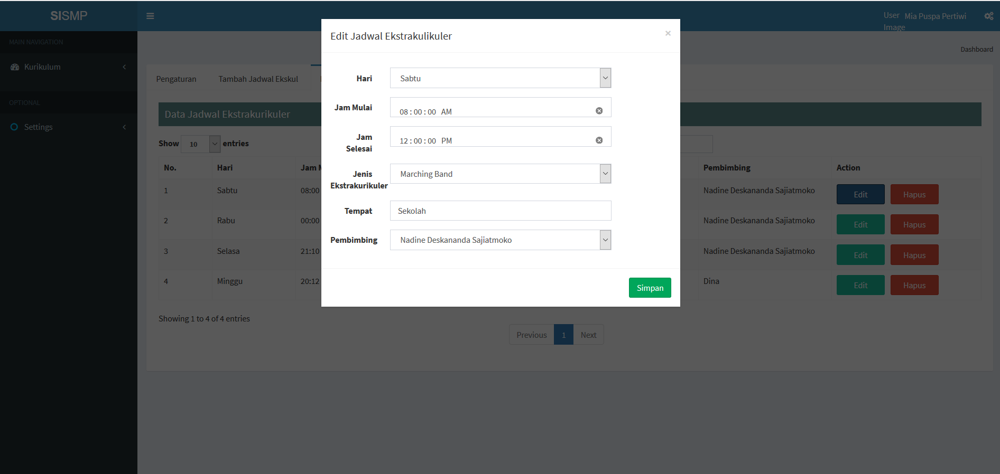 SISMP
User Image
Mia Puspa Pertiwi
MAIN NAVIGATION
Kurikulum
OPTIONAL
Settings
Dashboard
Pengaturan
Tambah Jadwal Ekskul
Data Jadwal Ekstrakurikuler
Show 10 entries
No. Hari Jam M Pembimbing Action
1 Sabtu 08:00 Nadine Deskananda Sajiatmoko Edit Hapus
2 Rabu 00:00 Nadine Deskananda Sajiatmoko Edit Hapus
3 Selasa 21:10 Nadine Deskananda Sajiatmoko Edit Hapus
4 Minggu 20:12 Dina Edit Hapus
Showing 1 to 4 of 4 entries
Previous 1 Next
Edit Jadwal Ekstrakulikuler ×
Hari Sabtu
Jam Mulai 08 : 00 : 00 AM
Jam Selesai 12 : 00 : 00 PM
Jenis Ekstrakurikuler Marching Band
Tempat Sekolah
Pembimbing Nadine Deskananda Sajiatmoko
Simpan